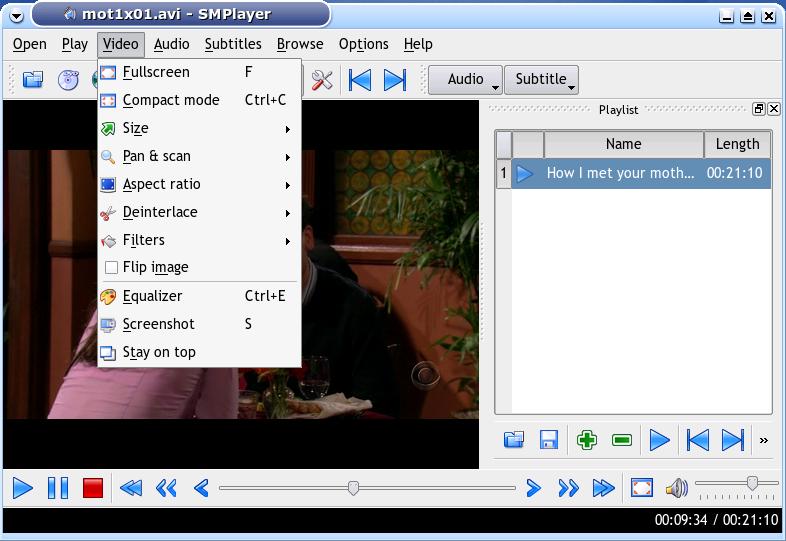 mot1x01.avi - SMPlayer
Open Play Video Audio Subtitles Browse Options Help
Audio Subtitle
Fullscreen F
Compact mode Ctrl+C
Size
Pan & scan
Aspect ratio
Deinterlace
Filters
Flip image
Equalizer Ctrl+E
Screenshot S
Stay on top
Playlist
Name Length
1 How I met your moth... 00:21:10
00:09:34 / 00:21:10